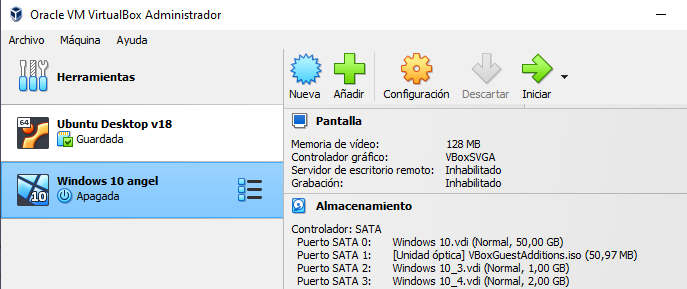 Oracle VM VirtualBox Administrador
Archivo Máquina Ayuda
Herramientas
Nueva Añadir Configuración Descartar Iniciar
64
Ubuntu Desktop v18
Guardada
10
Windows 10 angel
Apagada
Pantalla
Memoria de vídeo: 128 MB
Controlador gráfico: VBoxSVGA
Servidor de escritorio remoto: Inhabilitado
Grabación: Inhabilitado
Almacenamiento
Controlador: SATA
Puerto SATA 0: Windows 10.vdi (Normal, 50,00 GB)
Puerto SATA 1: [Unidad óptica] VBoxGuestAdditions.iso (50,97 MB)
Puerto SATA 2: Windows 10_3.vdi (Normal, 1,00 GB)
Puerto SATA 3: Windows 10_4.vdi (Normal, 2,00 GB)